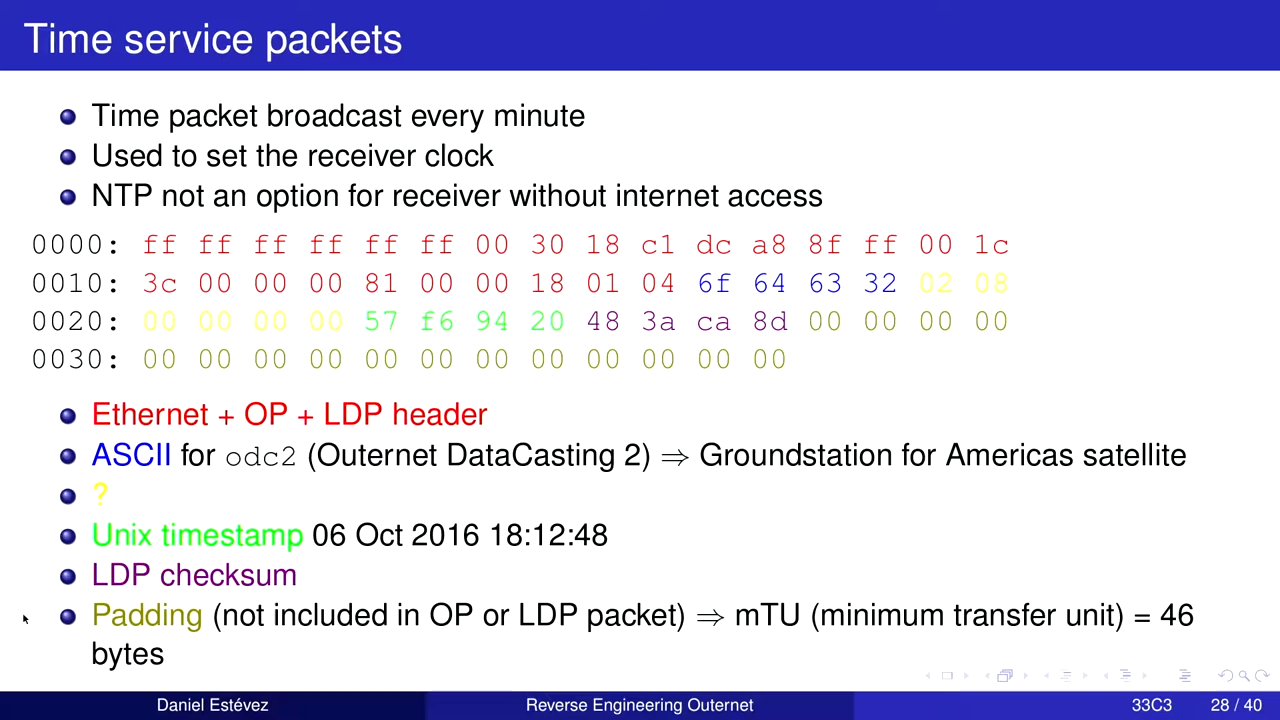 Time service packets
Time packet broadcast every minute
Used to set the receiver clock
NTP not an option for receiver without internet access
0000: ff ff ff ff ff ff 00 30 18 c1 dc a8 8f ff 00 1c
0010: 3c 00 00 00 81 00 00 18 01 04 6f 64 63 32 02 08
0020: 00 00 00 00 57 f6 94 20 48 3a ca 8d 00 00 00 00
0030: 00 00 00 00 00 00 00 00 00 00 00 00
Ethernet + OP + LDP header
ASCII for odc2 (Outernet DataCasting 2) ⇒ Groundstation for Americas satellite
?
Unix timestamp 06 Oct 2016 18:12:48
LDP checksum
Padding (not included in OP or LDP packet) ⇒ mTU (minimum transfer unit) = 46
bytes
Daniel Estévez Reverse Engineering Outernet 33C3 28 / 40